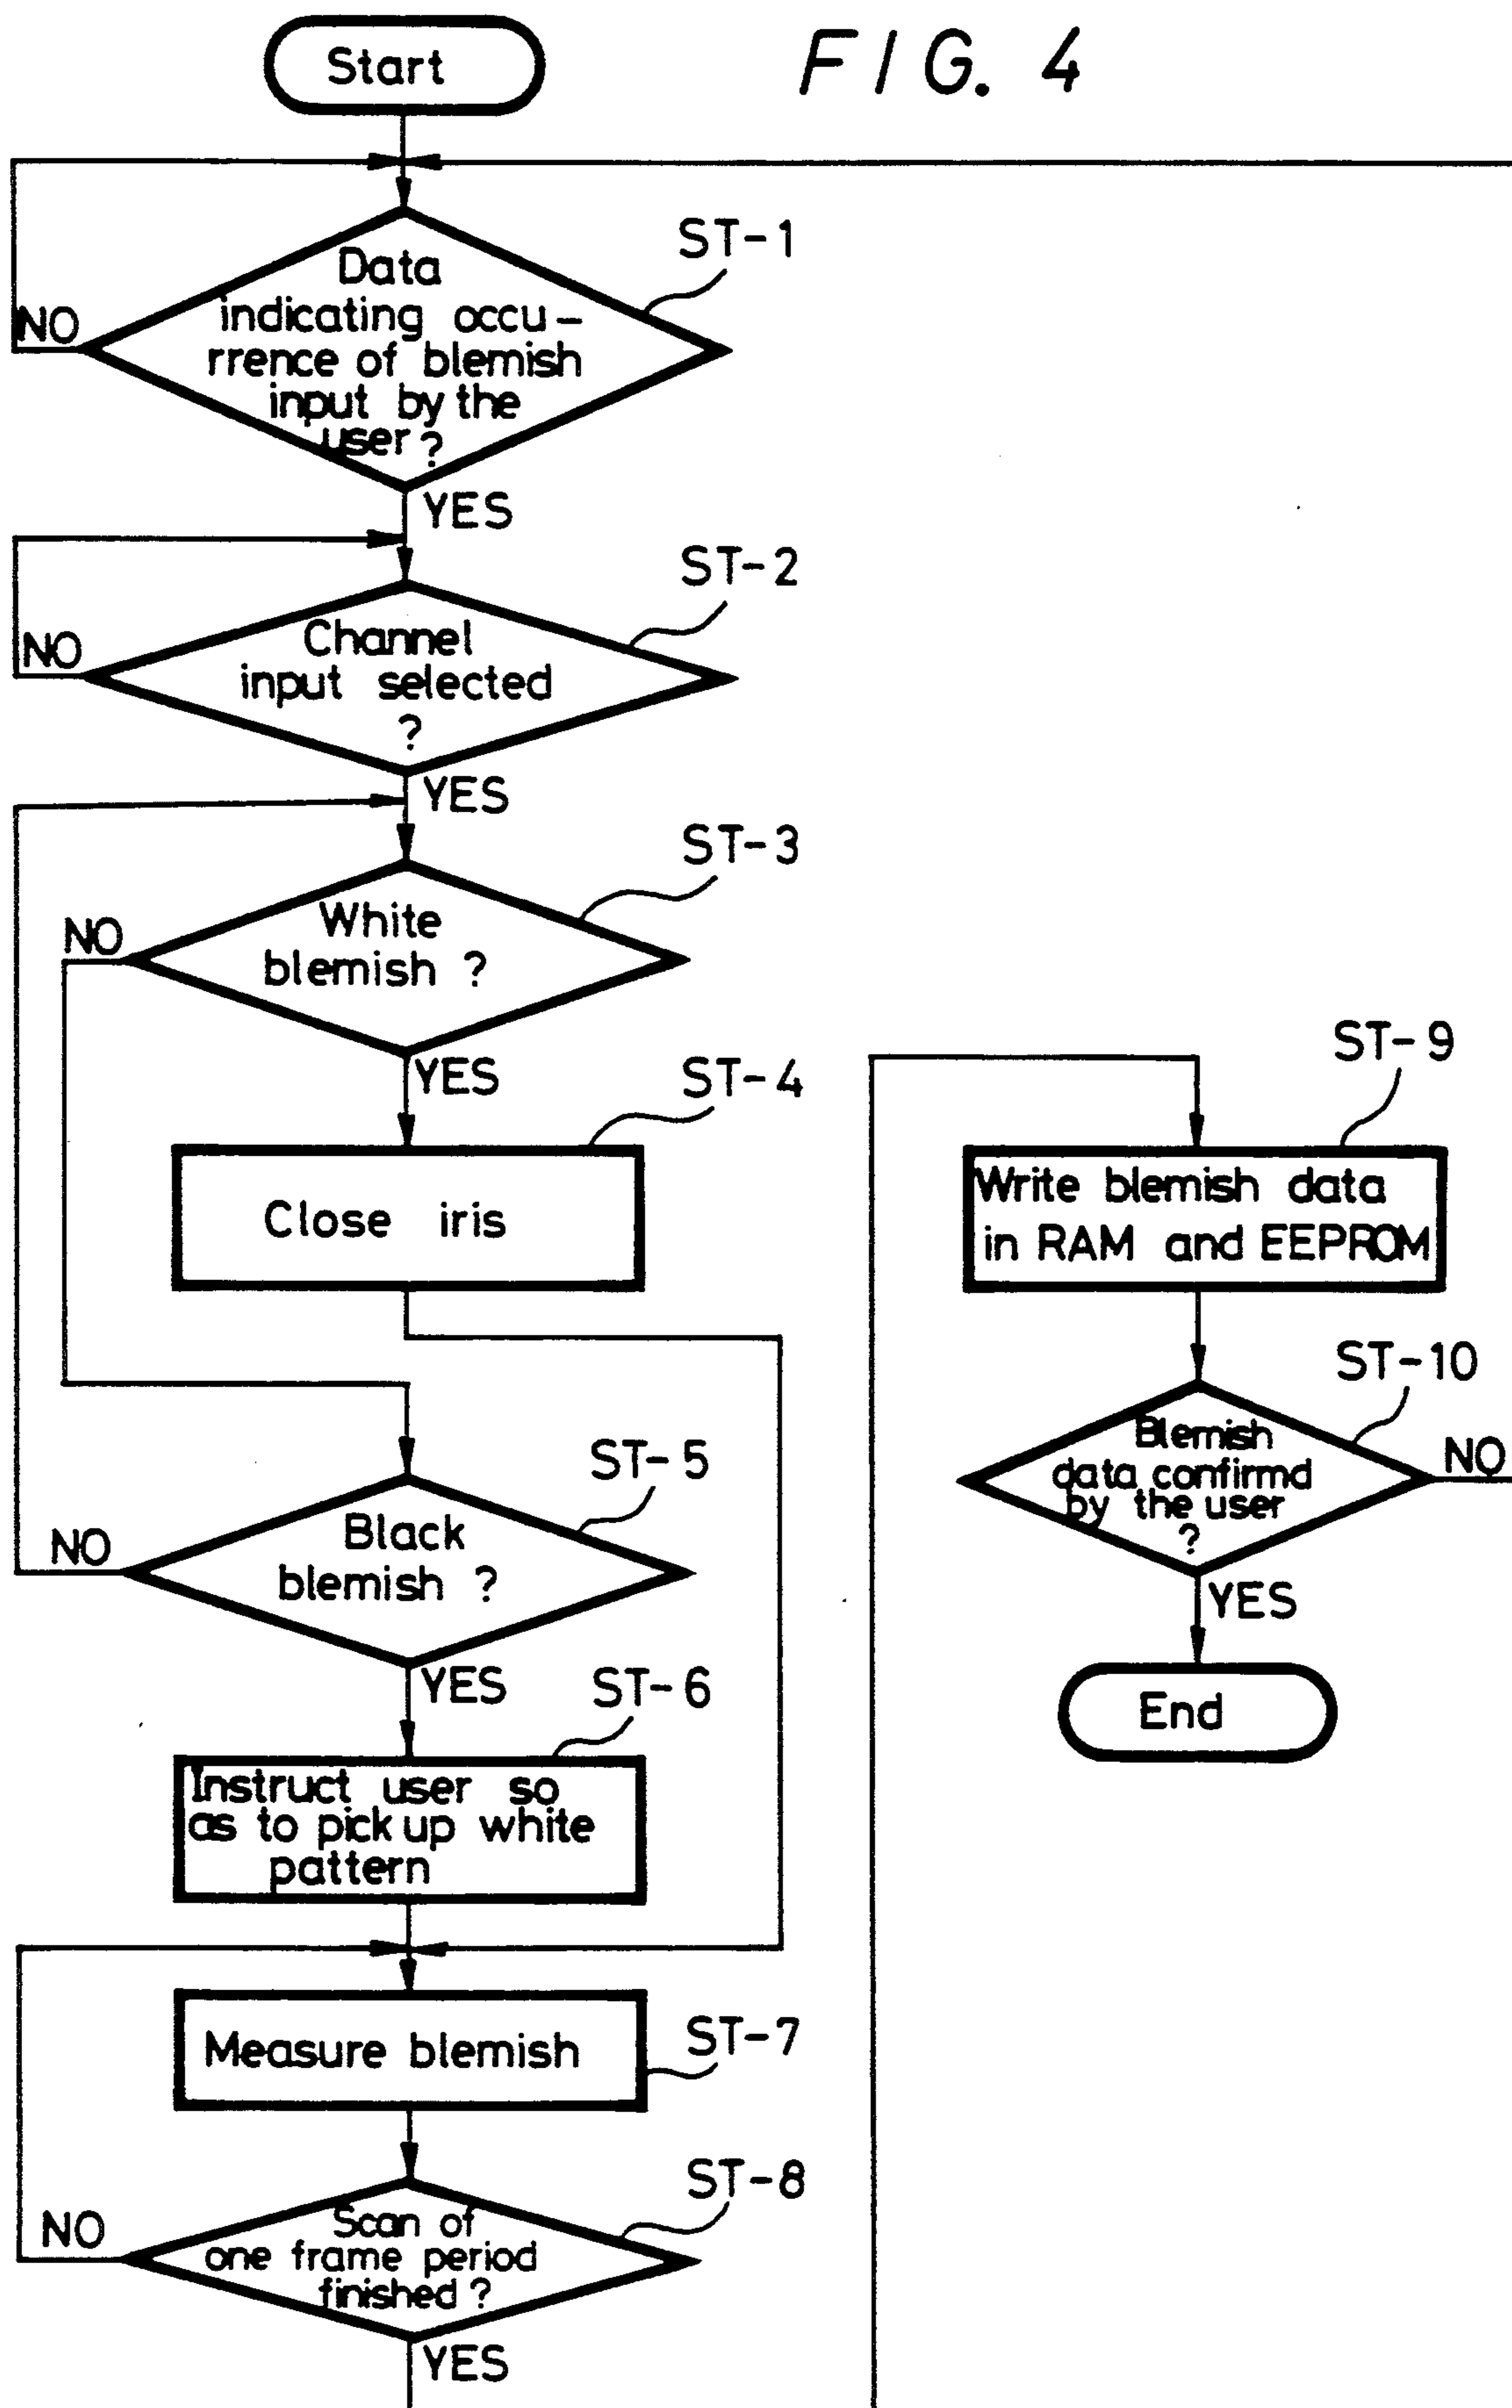 FIG. 4
Start
ST-1
Data
indicating occu-
rrence of blemish
input by the
user ?
NO
YES
ST-2
Channel
input selected
?
NO
YES
ST-3
White
blemish ?
NO
YES
ST-4
Close iris
ST-5
Black
blemish ?
NO
YES
ST-6
Instruct user so
as to pick up white
pattern
ST-7
Measure blemish
ST-8
Scan of
one frame period
finished ?
NO
YES
ST-9
Write blemish data
in RAM and EEPROM
ST-10
Blemish
data confirmd
by the user
?
NO
YES
End